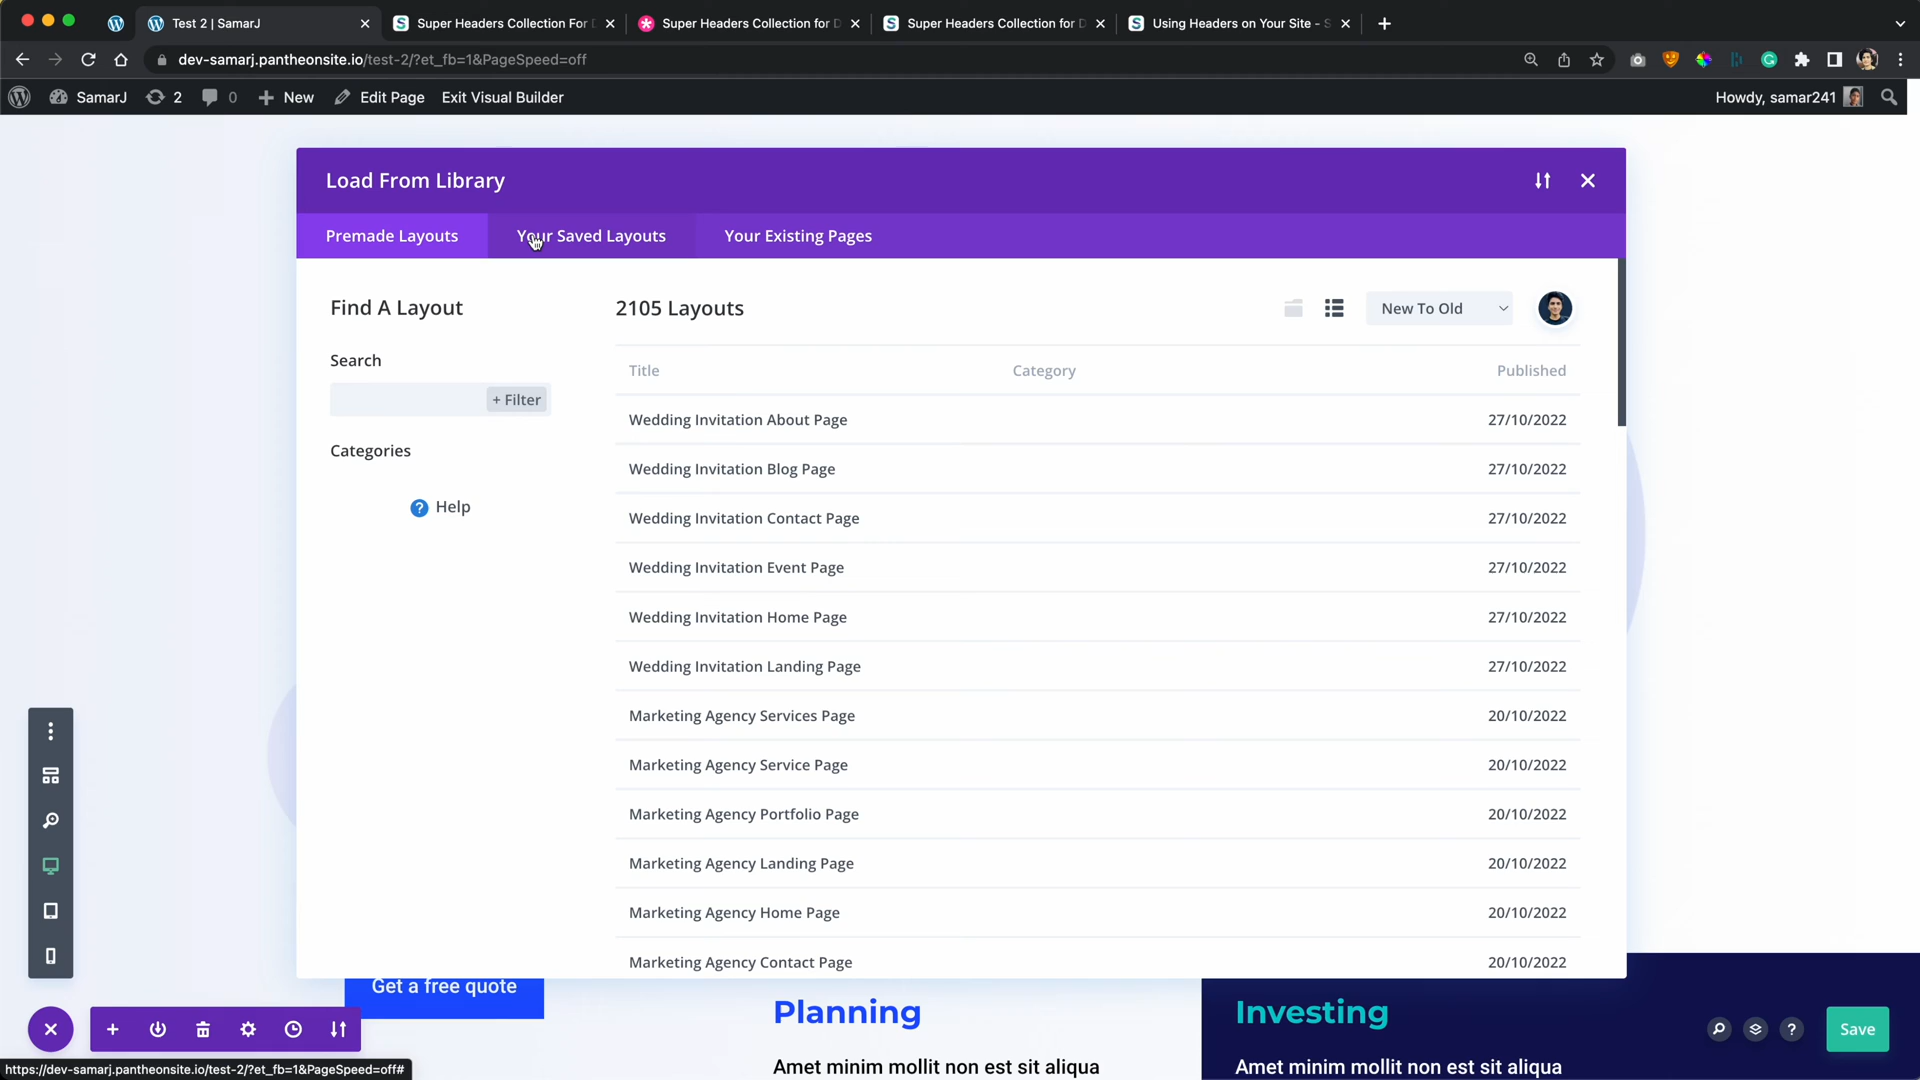 Test 2 | SamarJ
Super Headers Collection For D
Super Headers Collection for D
Super Headers Collection for D
Using Headers on Your Site - S
dev-samarj.pantheonsite.io/test-2/?et_fb=1&PageSpeed=off
SamarJ 2 0 New Edit Page Exit Visual Builder Howdy, samar241
Load From Library
Premade Layouts Your Saved Layouts Your Existing Pages
Find A Layout
2105 Layouts
New To Old
Search
+ Filter
Categories
Help
Title Category Published
Wedding Invitation About Page 27/10/2022
Wedding Invitation Blog Page 27/10/2022
Wedding Invitation Contact Page 27/10/2022
Wedding Invitation Event Page 27/10/2022
Wedding Invitation Home Page 27/10/2022
Wedding Invitation Landing Page 27/10/2022
Marketing Agency Services Page 20/10/2022
Marketing Agency Service Page 20/10/2022
Marketing Agency Portfolio Page 20/10/2022
Marketing Agency Landing Page 20/10/2022
Marketing Agency Home Page 20/10/2022
Marketing Agency Contact Page 20/10/2022
Get a free quote
Planning
Investing
Save
Amet minim mollit non est sit aliqua
Amet minim mollit non est sit aliqua
https://dev-samarj.pantheonsite.io/test-2/?et_fb=1&PageSpeed=off#